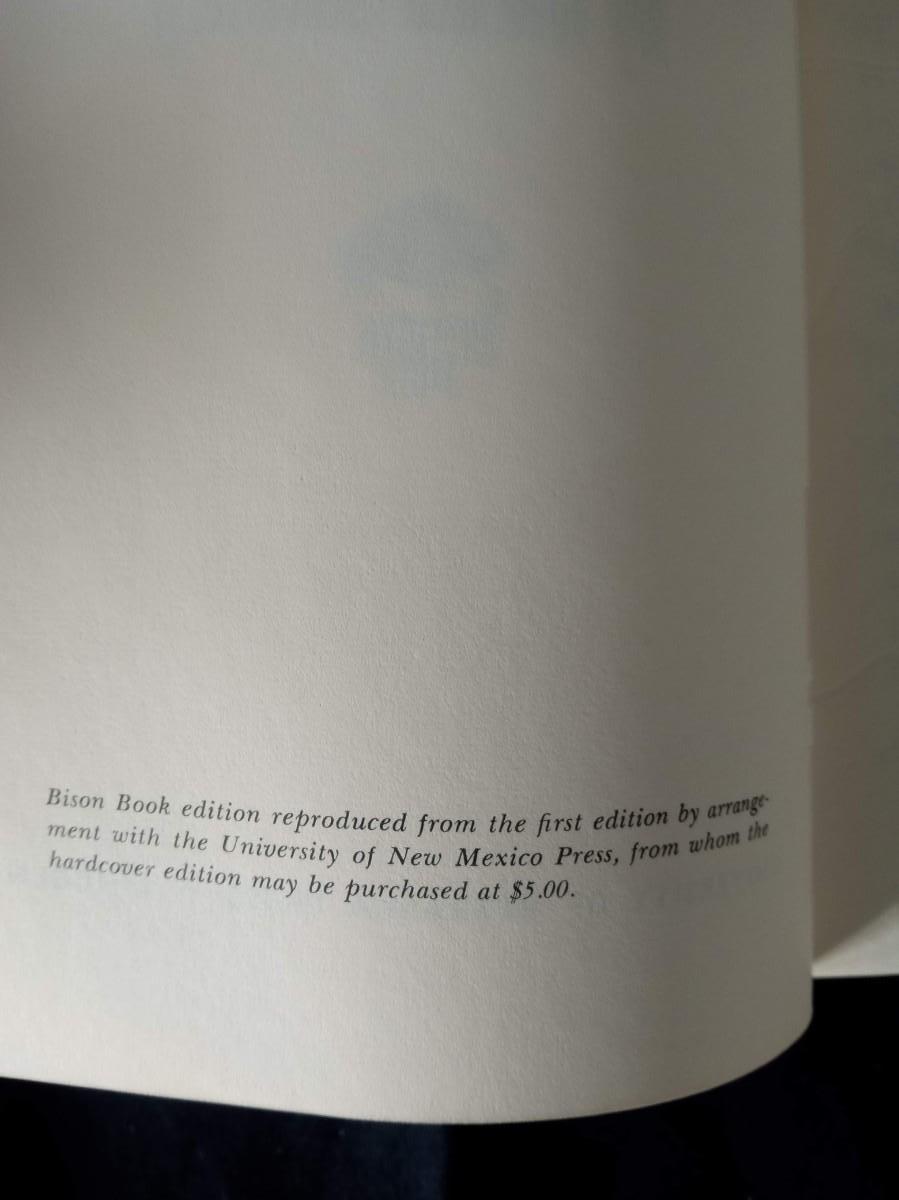 Bison Book edition reproduced from the first edition by arrange-
ment with the University of New Mexico Press, from whom the
hardcover edition may be purchased at $5.00.